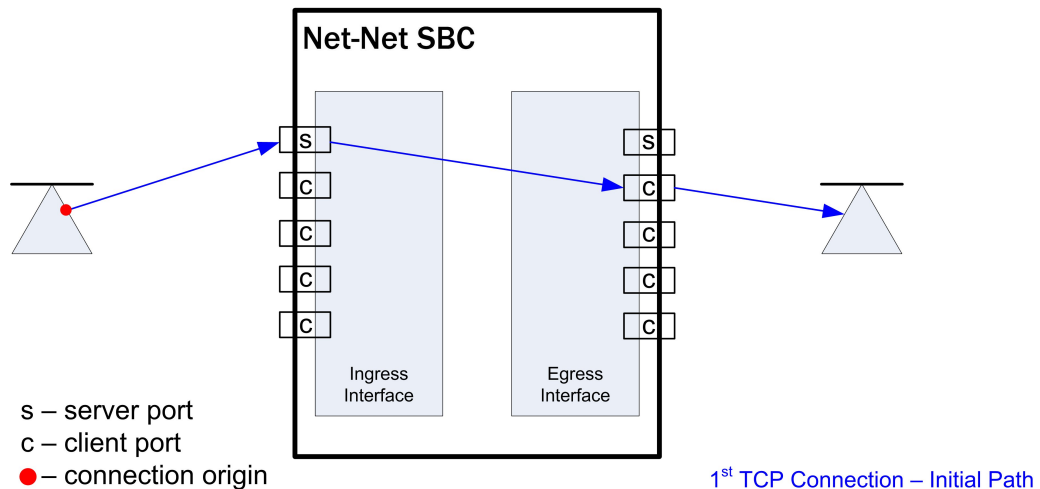 Net-Net SBC
s
c
c
c
c
s
c
c
c
c
Ingress
Interface
Egress
Interface
s – server port
c – client port
– connection origin
1st TCP Connection – Initial Path